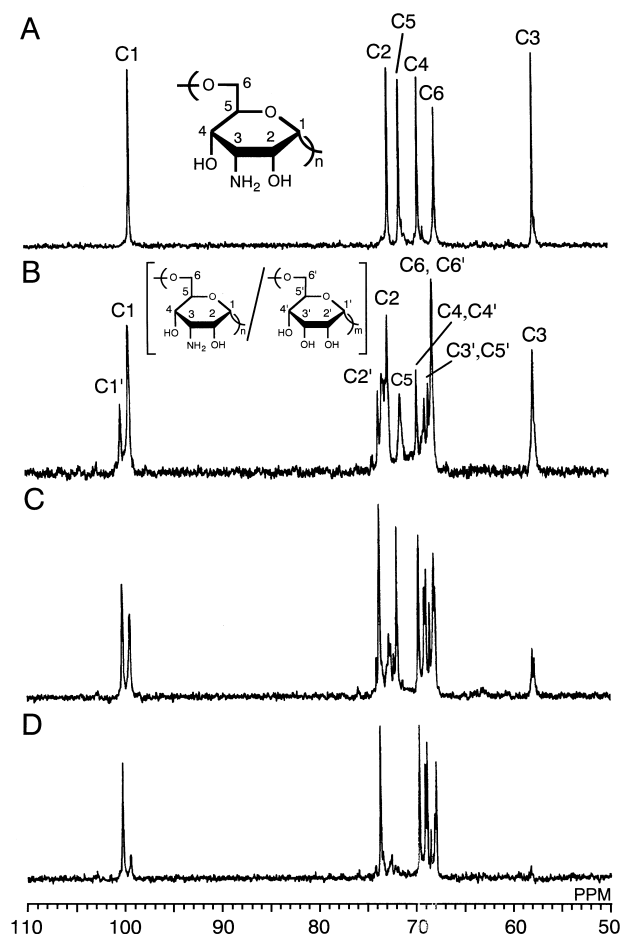 A
C1
C2
C5
C4
C6
C3
O
6
5
O
4
3
2
1
HO
NH2
OH
n
B
C1'
C1
O
6
5
O
4
3
2
1
HO
NH2
OH
n
O
6'
5'
O
4'
3'
2'
1'
HO
OH
OH
m
C2'
C2
C5
C6, C6'
C4,C4'
C3',C5'
C3
C
D
PPM
110 100 90 80 70 60 50